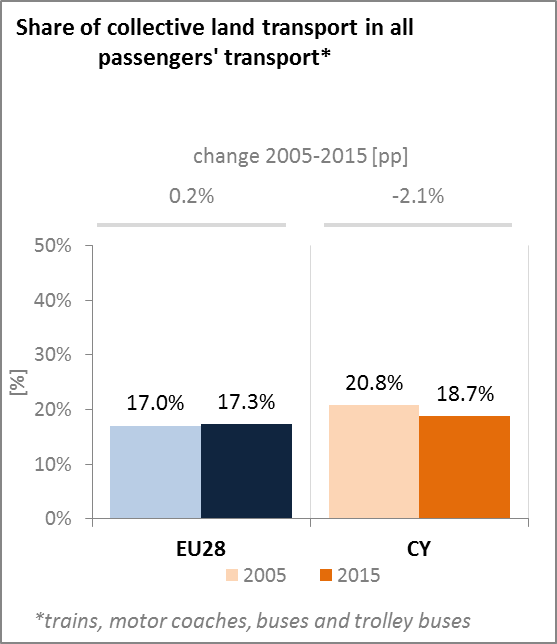 Share of collective land transport in all
passengers' transport*
change 2005-2015 [pp]
0.2% -2.1%
50%
40%
30%
20%
10%
0%
[%]
17.0% 17.3% 20.8% 18.7%
EU28 CY
2005 2015
*trains, motor coaches, buses and trolley buses